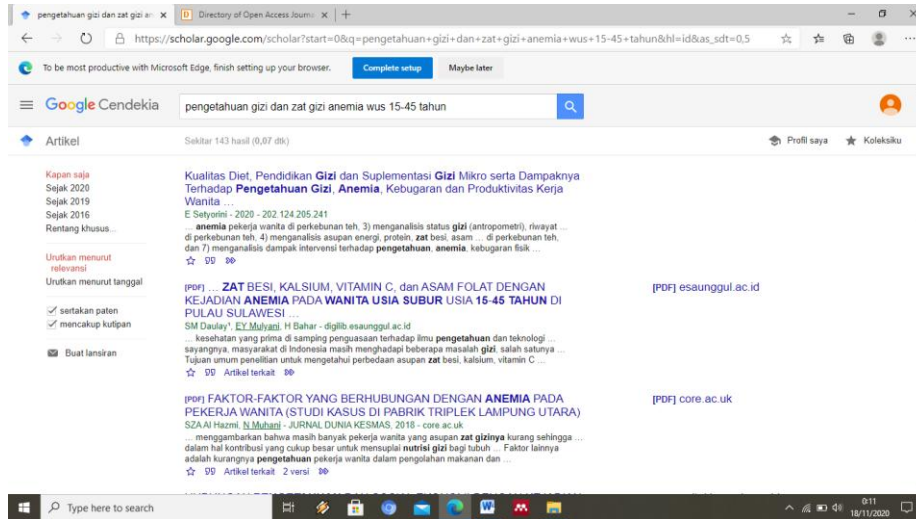 pengetahuan gizi dan zat gizi an
Directory of Open Access Journa
https://scholar.google.com/scholar?start=0&q=pengetahuan+gizi+dan+zat+gizi+anemia+wus+15-45+tahun&hl=id&as_sdt=0,5
To be most productive with Microsoft Edge, finish setting up your browser.
Complete setup
Maybe later
Google Cendekia
pengetahuan gizi dan zat gizi anemia wus 15-45 tahun
Artikel
Sekitar 143 hasil (0,07 dtk)
Profil saya
Koleksiku
Kapan saja
Sejak 2020
Sejak 2019
Sejak 2016
Rentang khusus...
Urutkan menurut
relevansi
Urutkan menurut tanggal
sertakan paten
mencakup kutipan
Buat lansiran
Kualitas Diet, Pendidikan Gizi dan Suplementasi Gizi Mikro serta Dampaknya
Terhadap Pengetahuan Gizi, Anemia, Kebugaran dan Produktivitas Kerja
Wanita ...
E Setyorini - 2020 - 202.124.205.241
... anemia pekerja wanita di perkebunan teh, 3) menganalisis status gizi (antropometri), riwayat ...
di perkebunan teh, 4) menganalisis asupan energi, protein, zat besi, asam ... di perkebunan teh,
dan 7) menganalisis dampak intervensi terhadap pengetahuan, anemia, kebugaran fisik ...
[PDF] ... ZAT BESI, KALSIUM, VITAMIN C, dan ASAM FOLAT DENGAN
KEJADIAN ANEMIA PADA WANITA USIA SUBUR USIA 15-45 TAHUN DI
PULAU SULAWESI ...
SM Daulay¹, EY Mulyani, H Bahar - digilib.esaunggul.ac.id
... kesehatan yang prima di samping penguasaan terhadap ilmu pengetahuan dan teknologi ...
sayangnya, masyarakat di Indonesia masih menghadapi beberapa masalah gizi, salah satunya ...
Tujuan umum penelitian untuk mengetahui perbedaan asupan zat besi, kalsium, vitamin C ...
Artikel terkait
[PDF] esaunggul.ac.id
[PDF] FAKTOR-FAKTOR YANG BERHUBUNGAN DENGAN ANEMIA PADA
PEKERJA WANITA (STUDI KASUS DI PABRIK TRIPLEK LAMPUNG UTARA)
SZA Al Hazmi, N Muhani - JURNAL DUNIA KESMAS, 2018 - core.ac.uk
... menggambarkan bahwa masih banyak pekerja wanita yang asupan zat gizinya kurang sehingga ...
dalam hal kontribusi yang cukup besar untuk mensuplai nutrisi gizi bagi tubuh ... Faktor lainnya
adalah kurangnya pengetahuan pekerja wanita dalam pengolahan makanan dan ...
Artikel terkait 2 versi
[PDF] core.ac.uk
Type here to search
0:11
18/11/2020